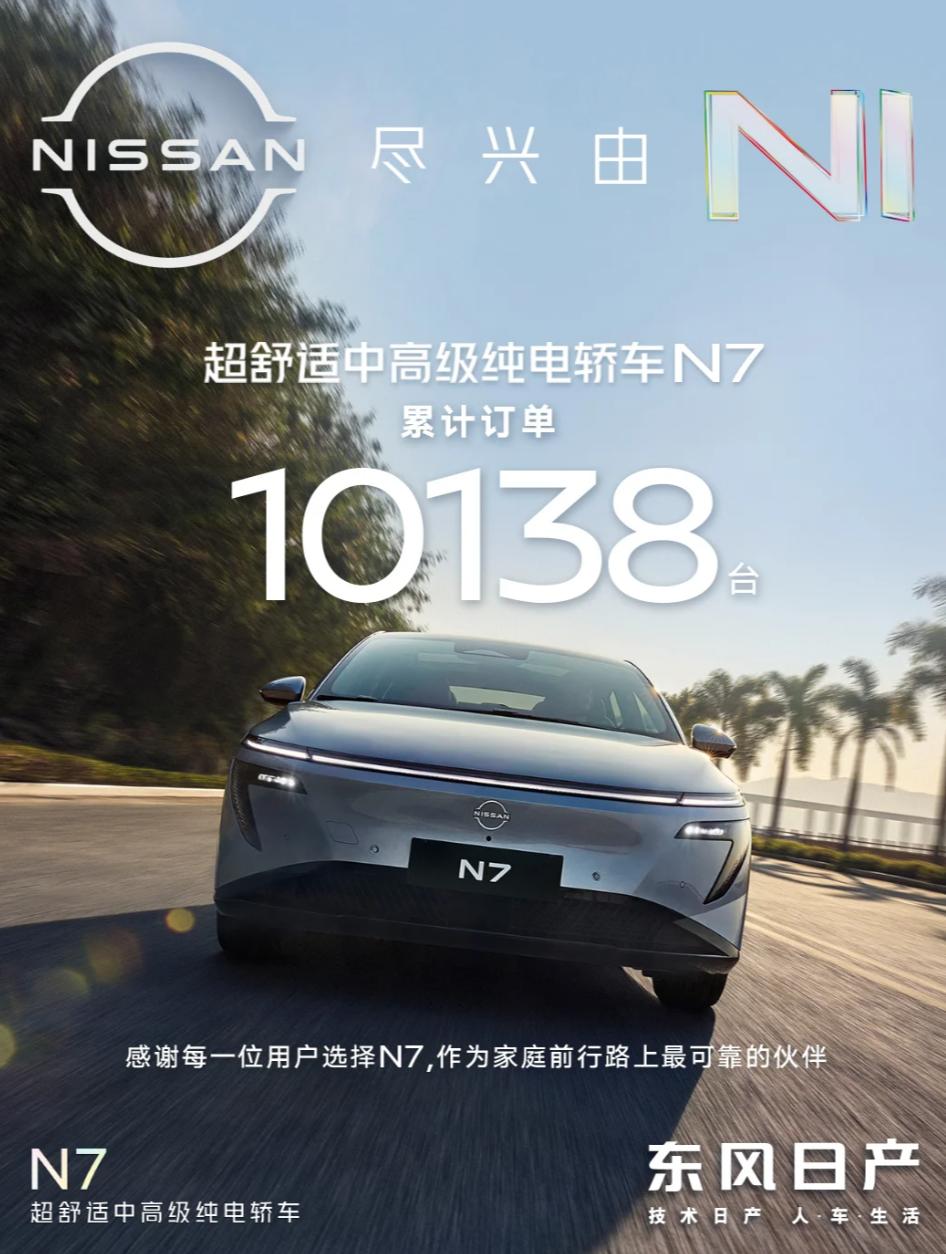 NISSAN 尽兴由NI
超舒适中高级纯电轿车N7
累计订单
10138台
NISSAN
N7
感谢每一位用户选择N7,作为家庭前行路上最可靠的伙伴
N7
超舒适中高级纯电轿车
东风日产
技术日产 人·车·生活